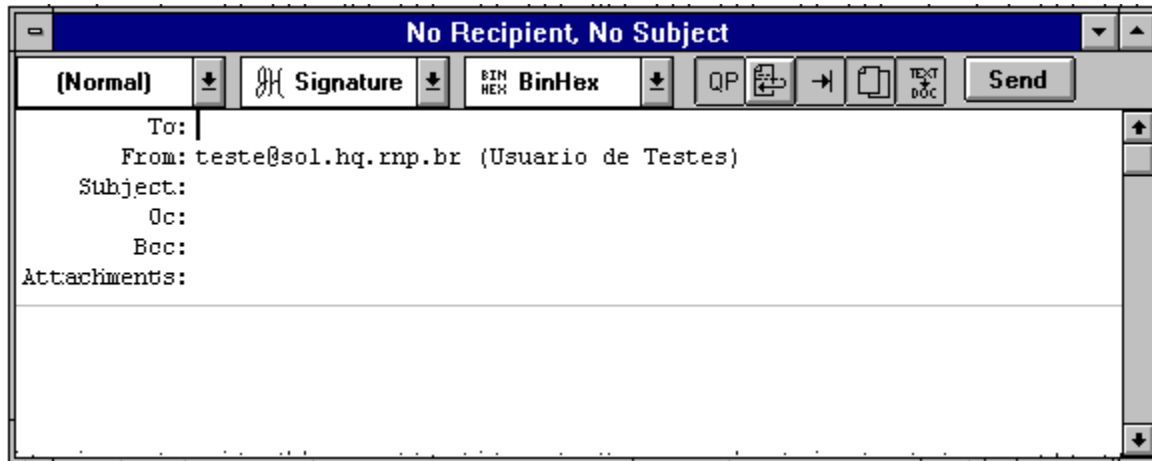 No Recipient, No Subject
(Normal) JH Signature BIN HEX BinHex QP TEXT DOC Send
To:
From: teste@sol.hq.rnp.br (Usuario de Testes)
Subject:
Cc:
Bcc:
Attachments: